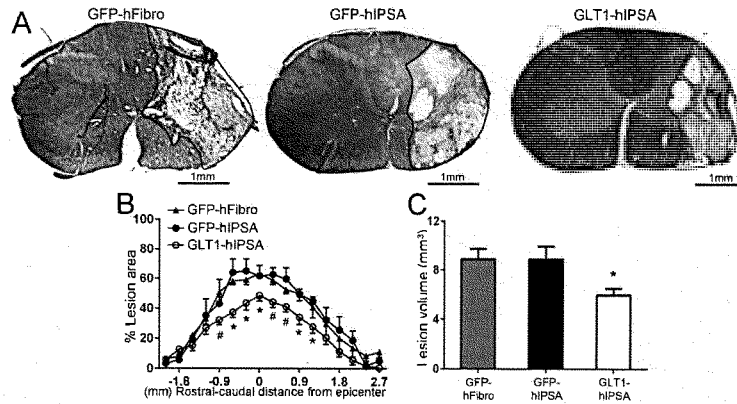 A
GFP-hFibro
GFP-hIPSA
GLT1-hIPSA
1mm
1mm
1mm
B
GFP-hFibro
GFP-hIPSA
GLT1-hIPSA
% Lesion area
80
60
40
20
0
# * * * # # * *
-1.8 -0.9 0 0.9 1.8 2.7
(mm) Rostral-caudal distance from epicenter
C
Lesion volume (mm³)
12
8
4
0
*
GFP-hFibro
GFP-hIPSA
GLT1-hIPSA